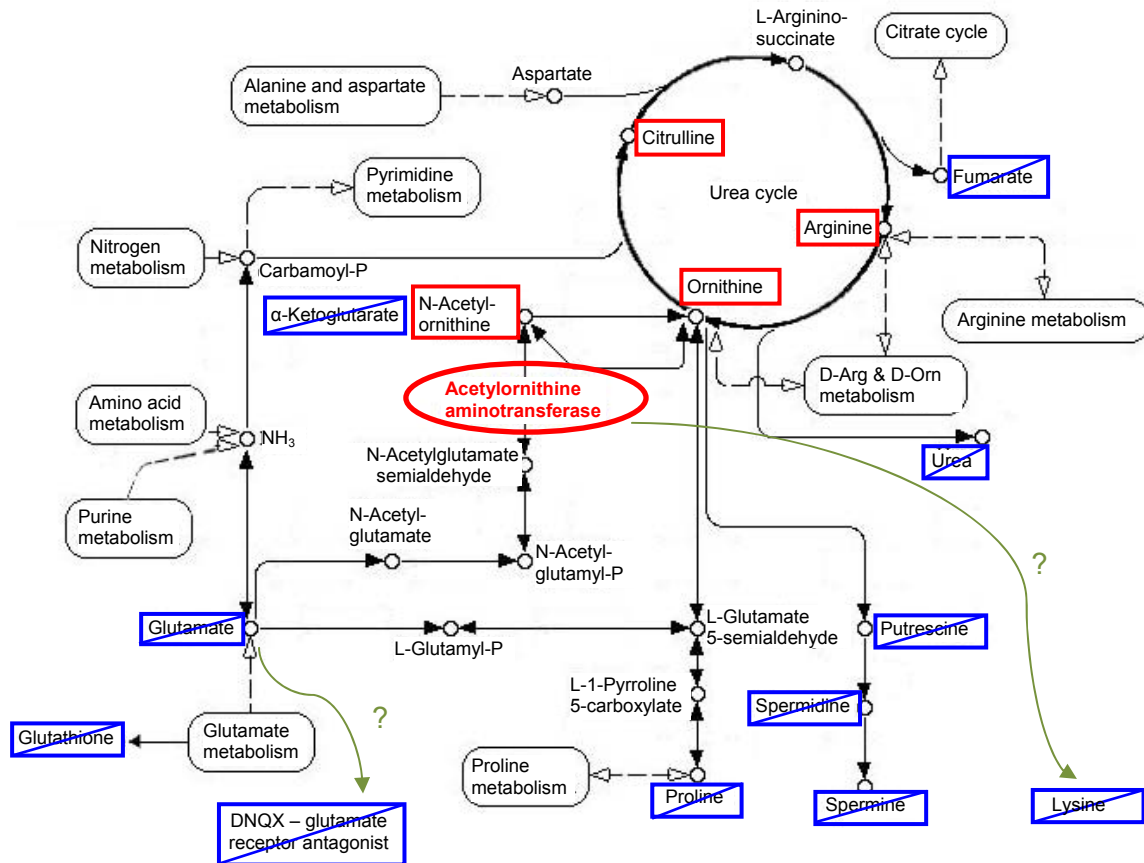 L-Arginino-
succinate
Citrate cycle
Alanine and aspartate
metabolism
Aspartate
Citrulline
Pyrimidine
metabolism
Urea cycle
Fumarate
Nitrogen
metabolism
Carbamoyl-P
Arginine
α-Ketoglutarate
N-Acetyl-
ornithine
Ornithine
Arginine metabolism
Acetylornithine
aminotransferase
D-Arg & D-Orn
metabolism
Amino acid
metabolism
NH3
N-Acetylglutamate
semialdehyde
Urea
Purine
metabolism
N-Acetyl-
glutamate
N-Acetyl-
glutamyl-P
?
Glutamate
L-Glutamyl-P
L-Glutamate
5-semialdehyde
Putrescine
L-1-Pyrroline
5-carboxylate
Spermidine
Glutathione
Glutamate
metabolism
?
Proline
metabolism
Proline
Spermine
Lysine
DNQX – glutamate
receptor antagonist